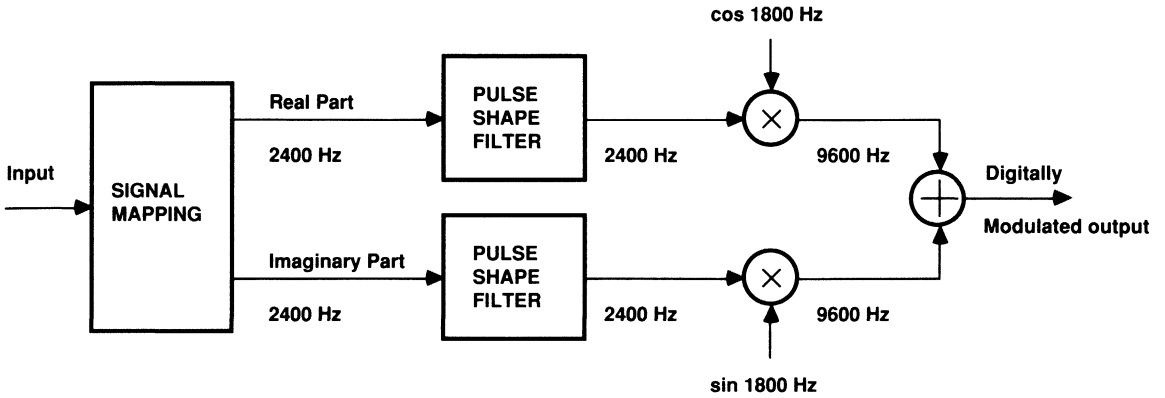 cos 1800 Hz
Real Part
2400 Hz
PULSE
SHAPE
FILTER
2400 Hz
9600 Hz
Input
SIGNAL
MAPPING
Digitally
Modulated output
Imaginary Part
2400 Hz
PULSE
SHAPE
FILTER
2400 Hz
9600 Hz
sin 1800 Hz